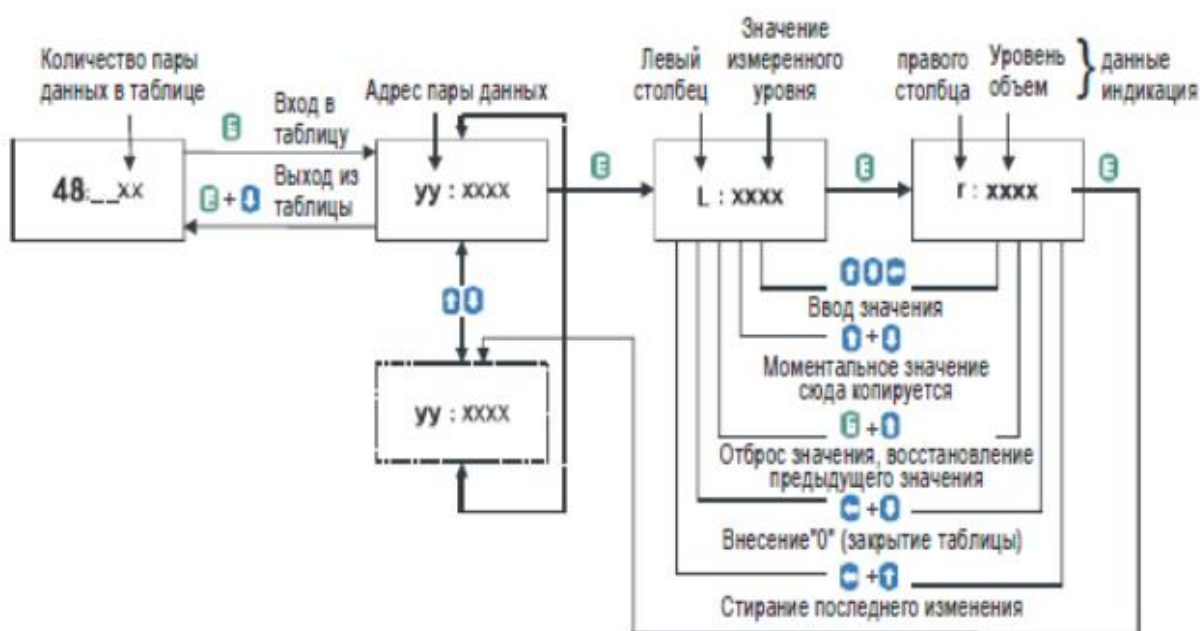 Количество пары
данных в таблице
Вход в
таблицу
E
48:__xx
E + 
Выход из
таблицы
Адрес пары данных
yy : xxxx
E
Левый
столбец
Значение
измеренного
уровня
L : xxxx
E
правого
столбца
Уровень
объем
}
данные
индикация
r : xxxx
E
yy : xxxx
Ввод значения
+
Моментальное значение
сюда копируется
E +
Отброс значения, восстановление
предыдущего значения
+
Внесение"0" (закрытие таблицы)
+
Стирание последнего изменения